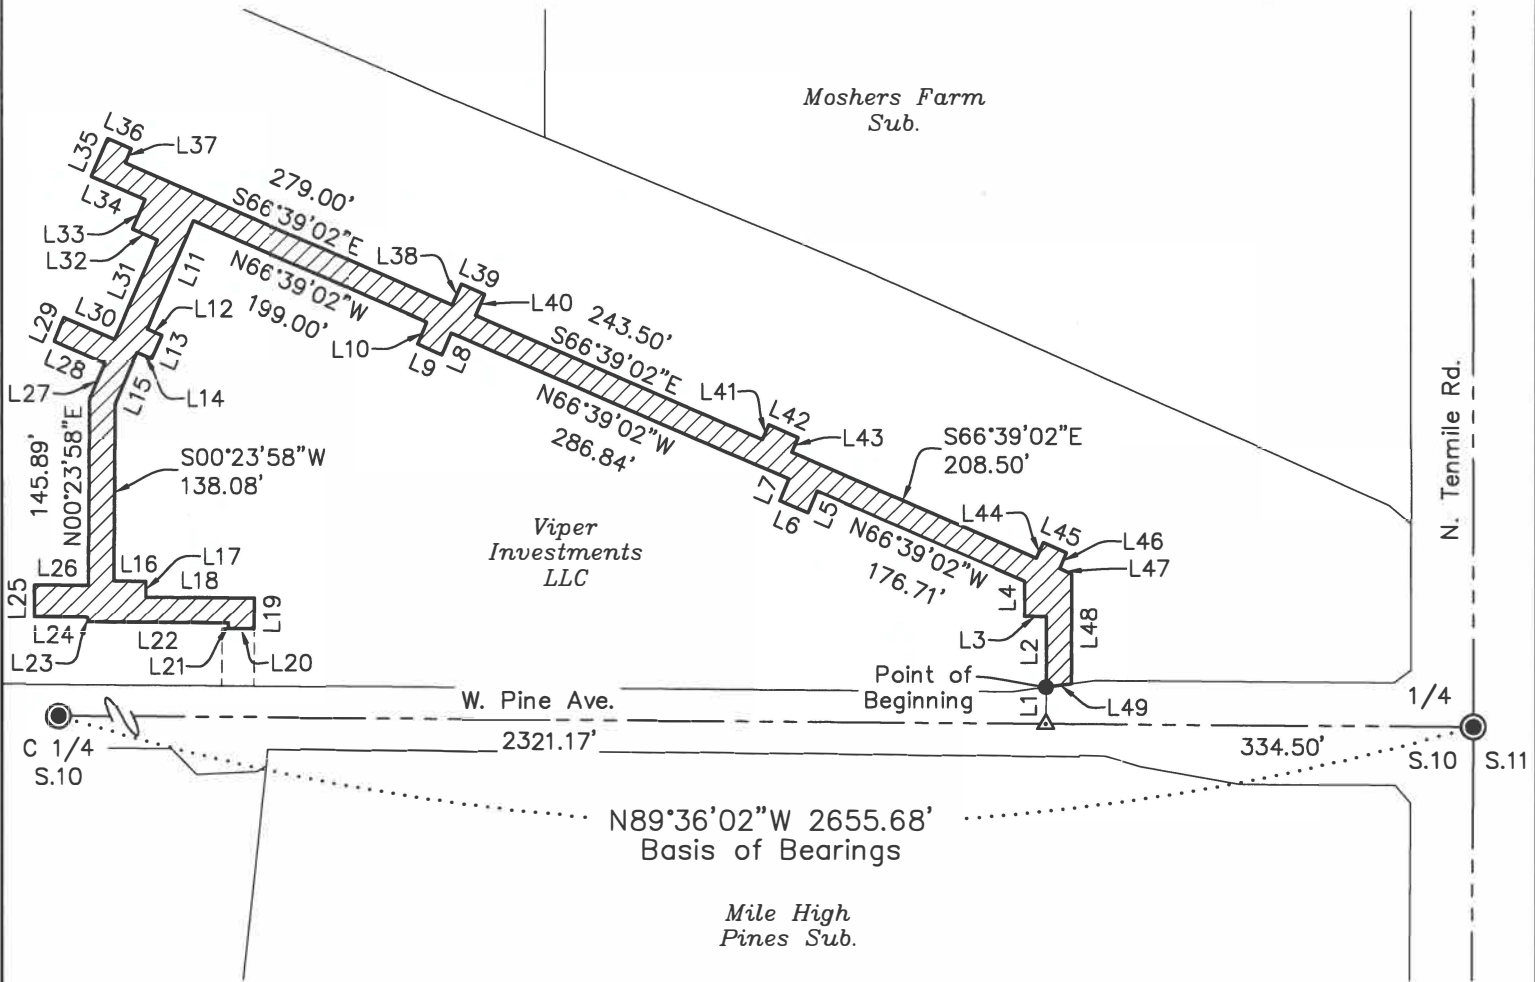 Moshers Farm
Sub.
L36
L35
L37
L34
L33
L32
L31
L11
279.00'
S66°39'02"E
N66°39'02"W
199.00'
L38
L39
L40
L10
L9
L8
L29
L30
L12
L13
L28
L27
L15
L14
243.50'
S66°39'02"E
N66°39'02"W
286.84'
L41
L42
L43
L7
L6
L5
S66°39'02"E
208.50'
N66°39'02"W
176.71'
L44
L45
L46
L47
L4
L3
L2
L48
145.89'
N00°23'58"E
S00°23'58"W
138.08'
Viper
Investments
LLC
N. Tenmile Rd.
L26
L16
L17
L18
L25
L19
L24
L22
L23
L21
L20
Point of
Beginning
L1
L49
W. Pine Ave.
1/4
C 1/4
S.10
2321.17'
334.50'
S.10
S.11
N89°36'02"W 2655.68'
Basis of Bearings
Mile High
Pines Sub.